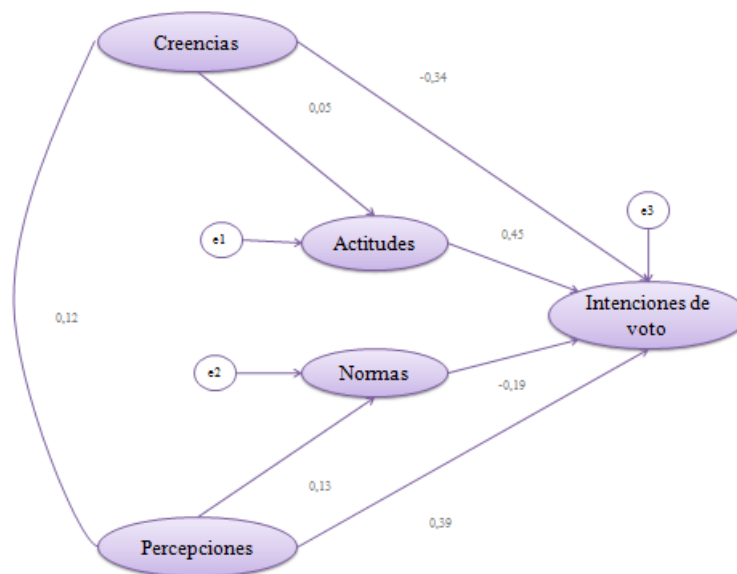 Creencias
-0,34
0,05
e3
e1
Actitudes
0,45
Intenciones de
voto
0,12
e2
Normas
-0,19
0,13
0,39
Percepciones